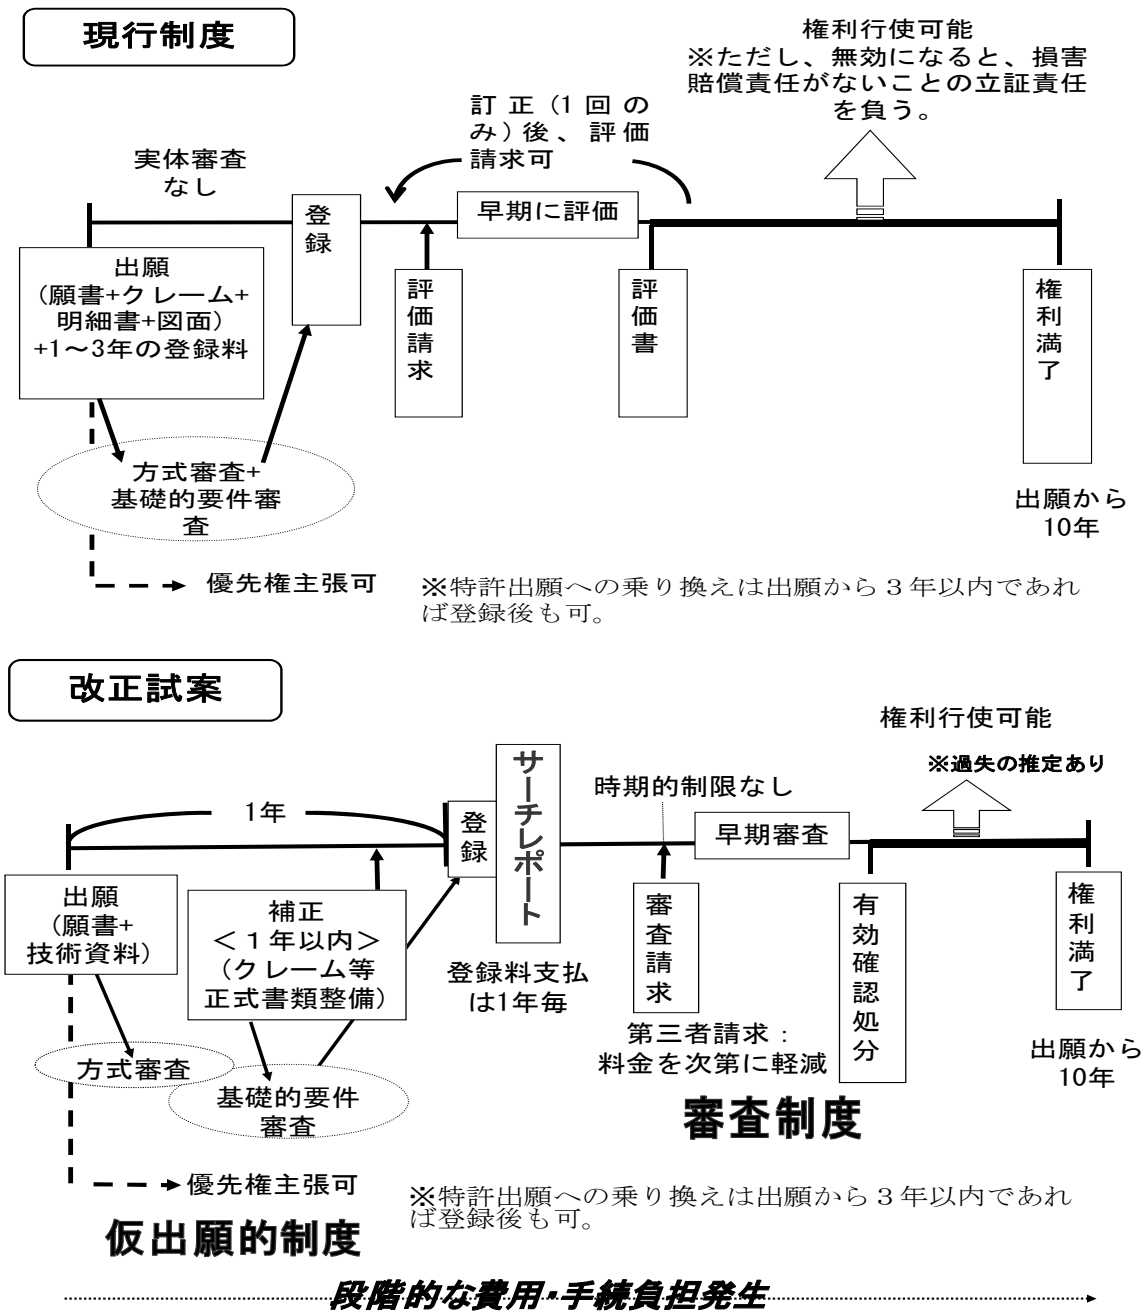 現行制度
権利行使可能
※ただし、無効になると、損害
賠償責任がないことの立証責任
を負う。
訂正(1回の
み)後、評価
請求可
実体審査
なし
登
録
早期に評価
出願
(願書+クレーム+
明細書+図面)
+1～3年の登録料
評
価
請
求
評
価
書
権
利
満
了
方式審査+
基礎的要件審
査
出願から
10年
優先権主張可
※特許出願への乗り換えは出願から３年以内であれ
ば登録後も可。
改正試案
権利行使可能
※過失の推定あり
サーチレポート
時期的制限なし
1年
登
録
早期審査
出願
(願書+
技術資料)
補正
＜１年以内＞
(クレーム等
正式書類整備)
登録料支払
は1年毎
審
査
請
求
有
効
確
認
処
分
権
利
満
了
第三者請求：
料金を次第に軽減
出願から
10年
方式審査
基礎的要件
審査
審査制度
優先権主張可
※特許出願への乗り換えは出願から３年以内であれ
ば登録後も可。
仮出願的制度
段階的な費用・手続負担発生